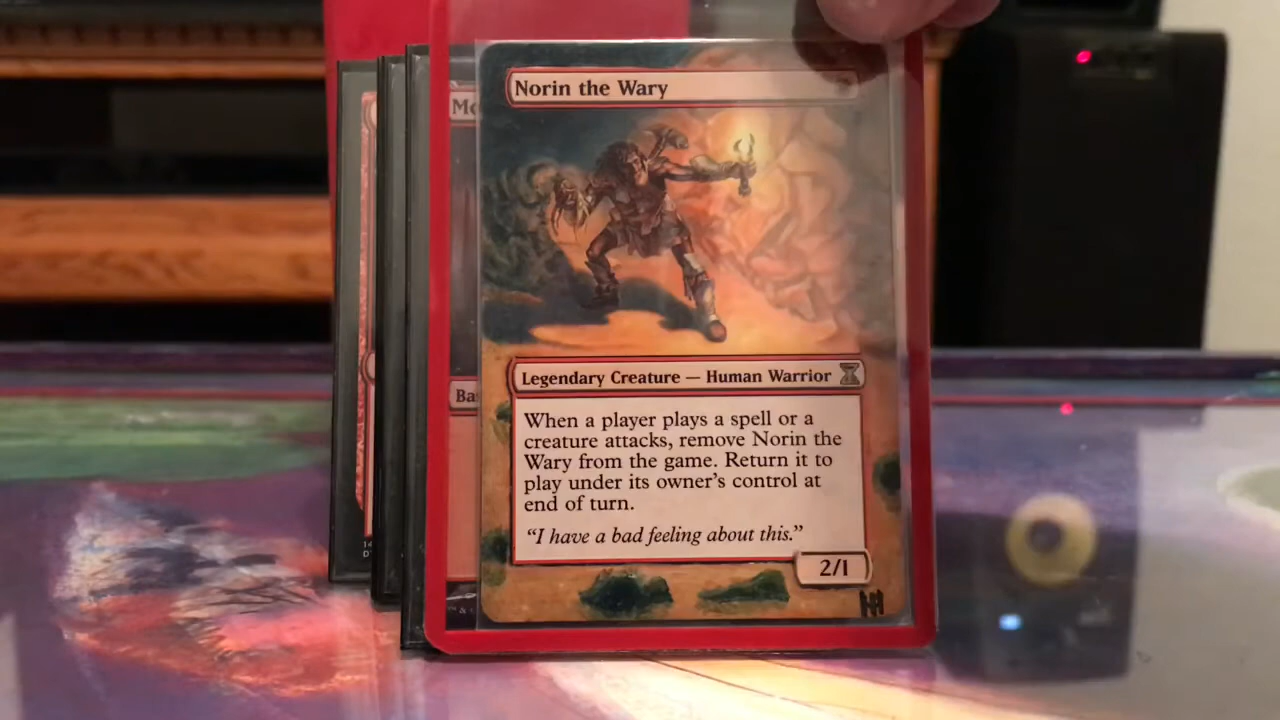 Norin the Wary
Mo
Legendary Creature — Human Warrior
Bas
When a player plays a spell or a
creature attacks, remove Norin the
Wary from the game. Return it to
play under its owner's control at
end of turn.
"I have a bad feeling about this."
2/1